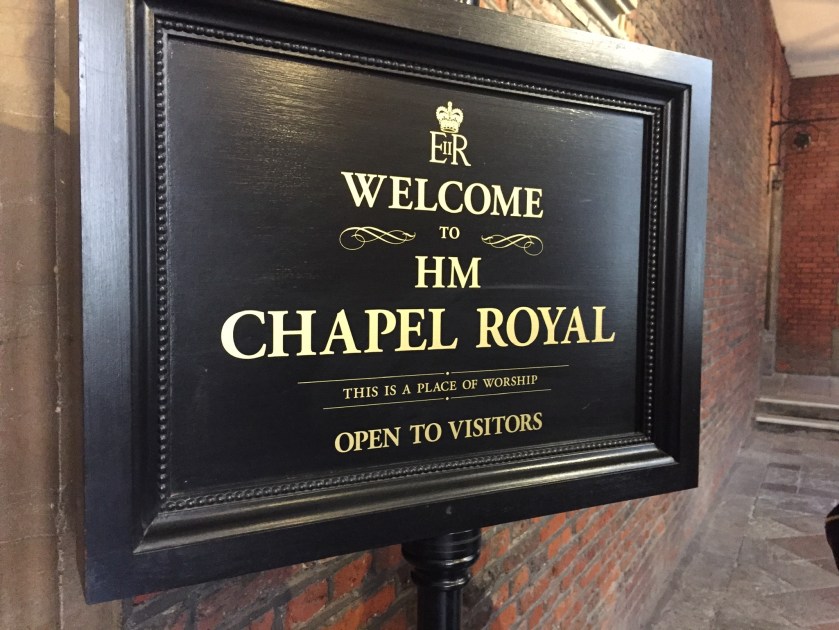 EIIR
WELCOME
TO
HM
CHAPEL ROYAL
THIS IS A PLACE OF WORSHIP
OPEN TO VISITORS